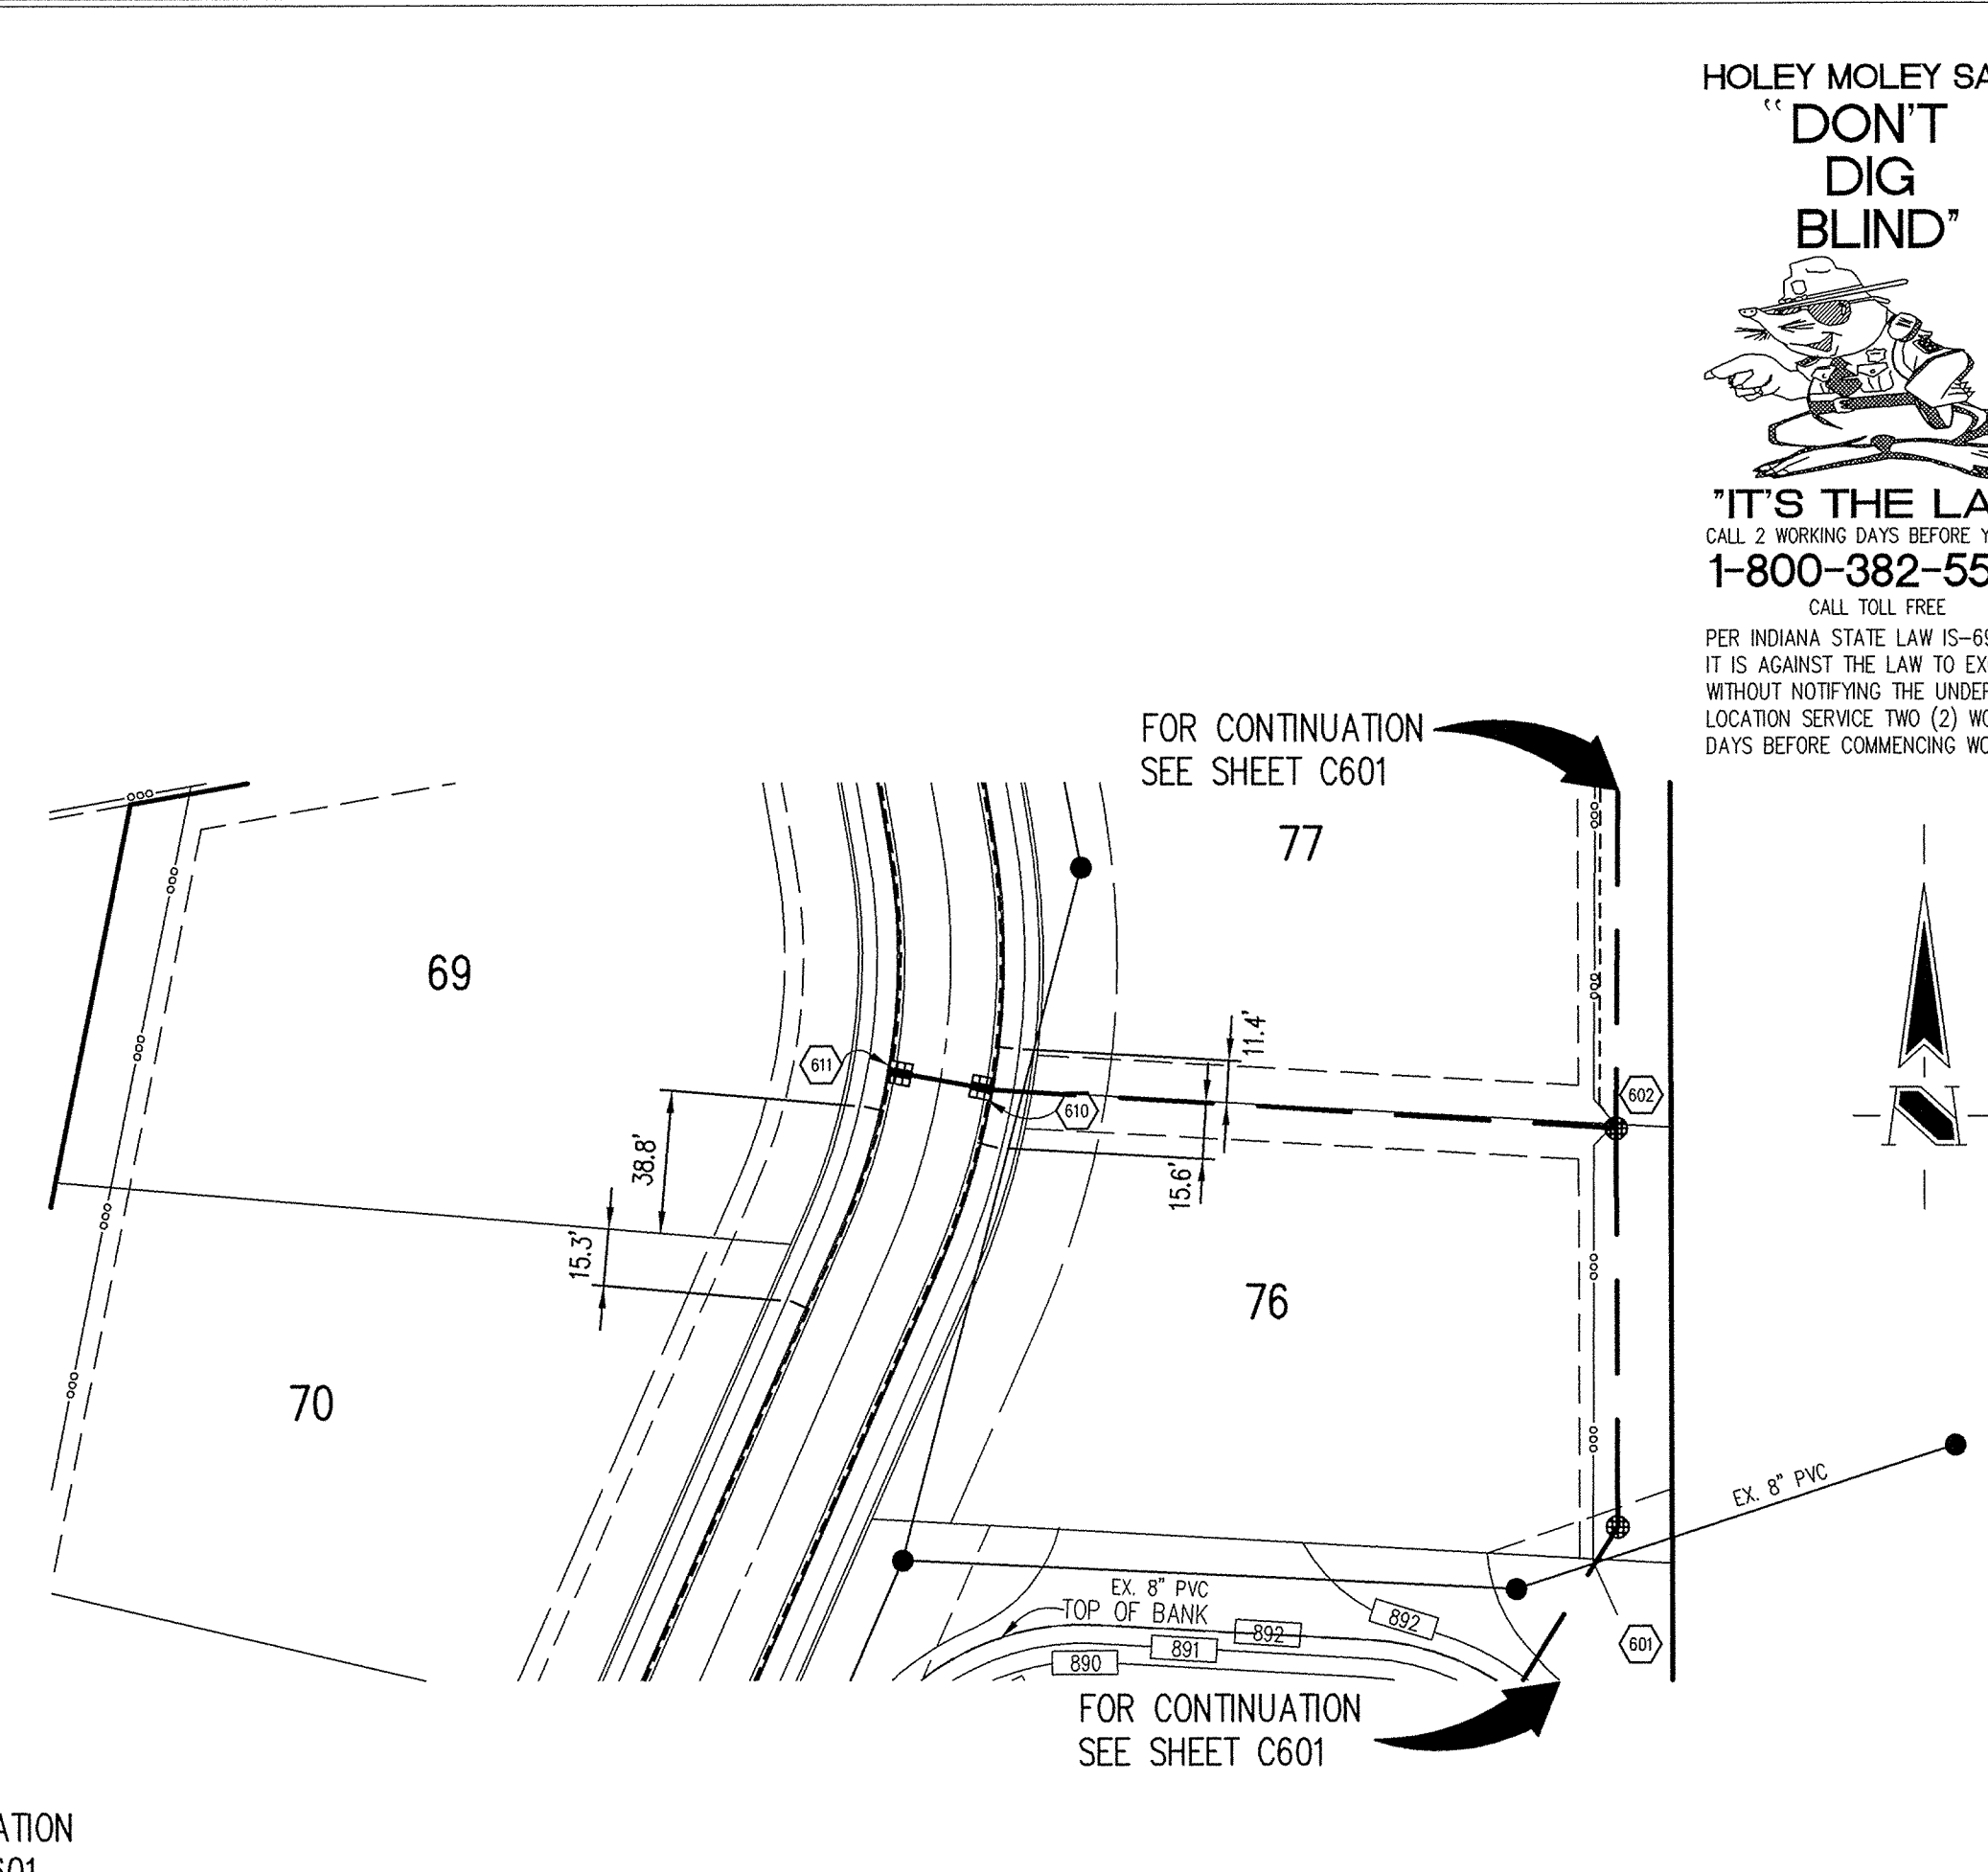 HOLEY MOLEY SA
"DON'T
DIG
BLIND"
"IT'S THE LA
CALL 2 WORKING DAYS BEFORE Y
1-800-382-55
CALL TOLL FREE
PER INDIANA STATE LAW IS-69
IT IS AGAINST THE LAW TO EX
WITHOUT NOTIFYING THE UNDER
LOCATION SERVICE TWO (2) WO
DAYS BEFORE COMMENCING WO
FOR CONTINUATION
SEE SHEET C601
77
69
11.4'
611
610
602
38.8'
15.6'
15.3'
76
70
N
EX. 8" PVC
EX. 8" PVC
TOP OF BANK
892
892
891
890
601
FOR CONTINUATION
SEE SHEET C601
ATION
601